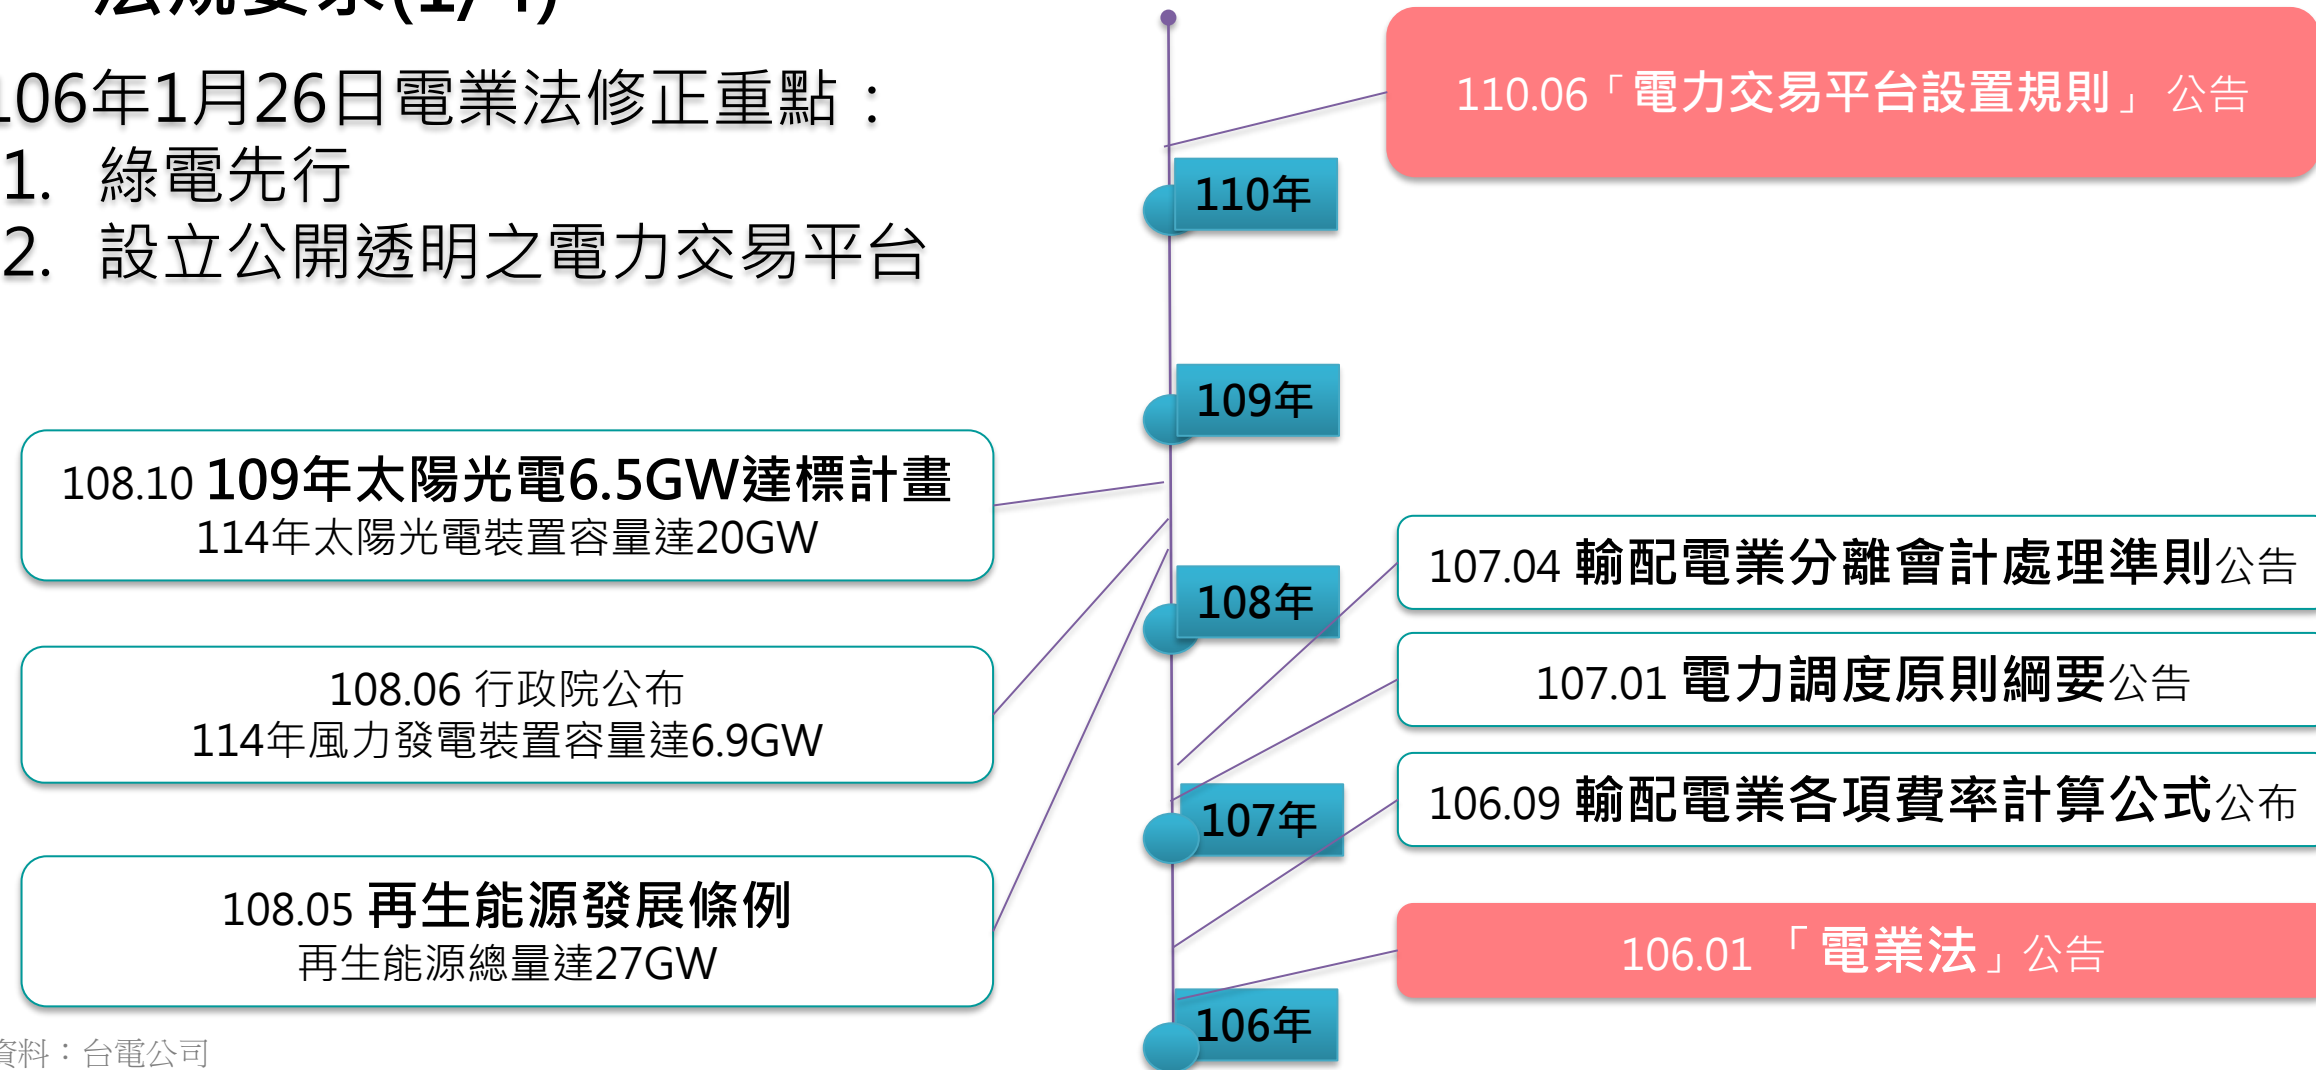 法規要求(1/4)
106年1月26日電業法修正重點：
1. 綠電先行
2. 設立公開透明之電力交易平台
110.06「電力交易平台設置規則」 公告
110年
109年
108.10 109年太陽光電6.5GW達標計畫
114年太陽光電裝置容量達20GW
108年
107.04 輸配電業分離會計處理準則公告
108.06 行政院公布
114年風力發電裝置容量達6.9GW
107.01 電力調度原則綱要公告
107年
106.09 輸配電業各項費率計算公式公布
108.05 再生能源發展條例
再生能源總量達27GW
106.01 「電業法」公告
106年
資料：台電公司